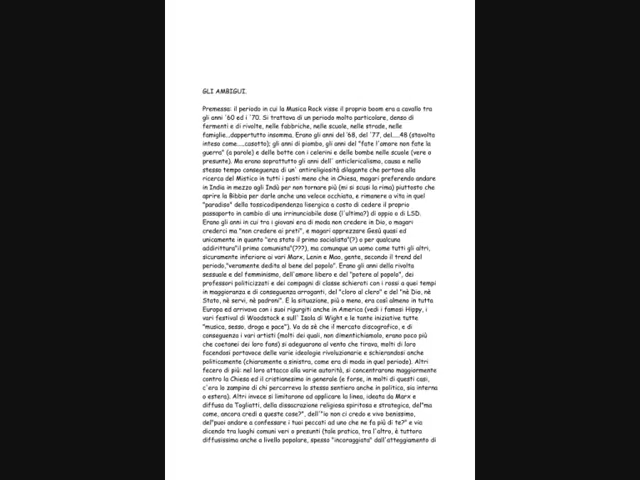 GLI AMBIGUI.
Premessa: il periodo in cui la Musica Rock visse il proprio boom era a cavallo tra
gli anni '60 ed i '70. Si trattava di un periodo molto particolare, denso di
fermenti e di rivolte, nelle fabbriche, nelle scuole, nelle strade, nelle
famiglie...dappertutto insomma. Erano gli anni del '68, del '77, del.....48 (stavolta
inteso come.....casotto); gli anni di piombo, gli anni del "fate l'amore non fate la
guerra" (a parole) e delle botte con i celerini e delle bombe nelle scuole (vere o
presunte). Ma erano soprattutto gli anni dell' anticlericalismo, causa e nello
stesso tempo conseguenza di un' antireligiosità dilagante che portava alla
ricerca del Mistico in tutti i posti meno che in Chiesa, magari preferendo andare
in India in mezzo agli Indù per non tornare più (mi si scusi la rima) piuttosto che
aprire la Bibbia per darle anche una veloce occhiata, e rimanere a vita in quel
"paradiso" della tossicodipendenza lisergica a costo di cedere il proprio
passaporto in cambio di una irrinunciabile dose (l'ultima?) di oppio o di LSD.
Erano gli anni in cui tra i giovani era di moda non credere in Dio, o magari
crederci ma "non credere ai preti", e magari apprezzare Gesù quasi ed
unicamente in quanto "era stato il primo socialista"(?) o per qualcuno
addirittura"il primo comunista"(???), ma comunque un uomo come tutti gli altri,
sicuramente inferiore ai vari Marx, Lenin e Mao, gente, secondo il trend del
periodo,"veramente dedita al bene del popolo". Erano gli anni della rivolta
sessuale e del femminismo, dell'amore libero e del "potere al popolo", dei
professori politicizzati e dei compagni di classe schierati con i rossi a quei tempi
in maggioranza e di conseguenza arroganti, del "cloro al clero" e del "nè Dio, nè
Stato, nè servi, nè padroni". E la situazione, più o meno, era così almeno in tutta
Europa ed arrivava con i suoi rigurgiti anche in America (vedi i famosi Hippy, i
vari festival di Woodstock e sull' Isola di Wight e le tante iniziative tutte
"musica, sesso, droga e pace"). Va da sè che il mercato discografico, e di
conseguenza i vari artisti (molti dei quali, non dimentichiamolo, erano poco più
che coetanei dei loro fans) si adeguarono al vento che tirava, molti di loro
facendosi portavoce delle varie ideologie rivoluzionarie e schierandosi anche
politicamente (chiaramente a sinistra, come era di moda in quel periodo). Altri
fecero di più: nel loro attacco alla varie autorità, si concentrarono maggiormente
contro la Chiesa ed il cristianesimo in generale (e forse, in molti di questi casi,
c'era lo zampino di chi percorreva lo stesso sentiero anche in politica, sia interna
o estera). Altri invece si limitarono ad applicare la linea, ideata da Marx e
diffusa da Togliatti, della dissacrazione religiosa spiritosa e strategica, del"ma
come, ancora credi a queste cose?", dell'"io non ci credo e vivo benissimo,
del"puoi andare a confessare i tuoi peccati ad uno che ne fa più di te?" e via
dicendo tra luoghi comuni veri o presunti (tale pratica, tra l'altro, è tuttora
diffusissima anche a livello popolare, spesso "incoraggiata" dall'atteggiamento di